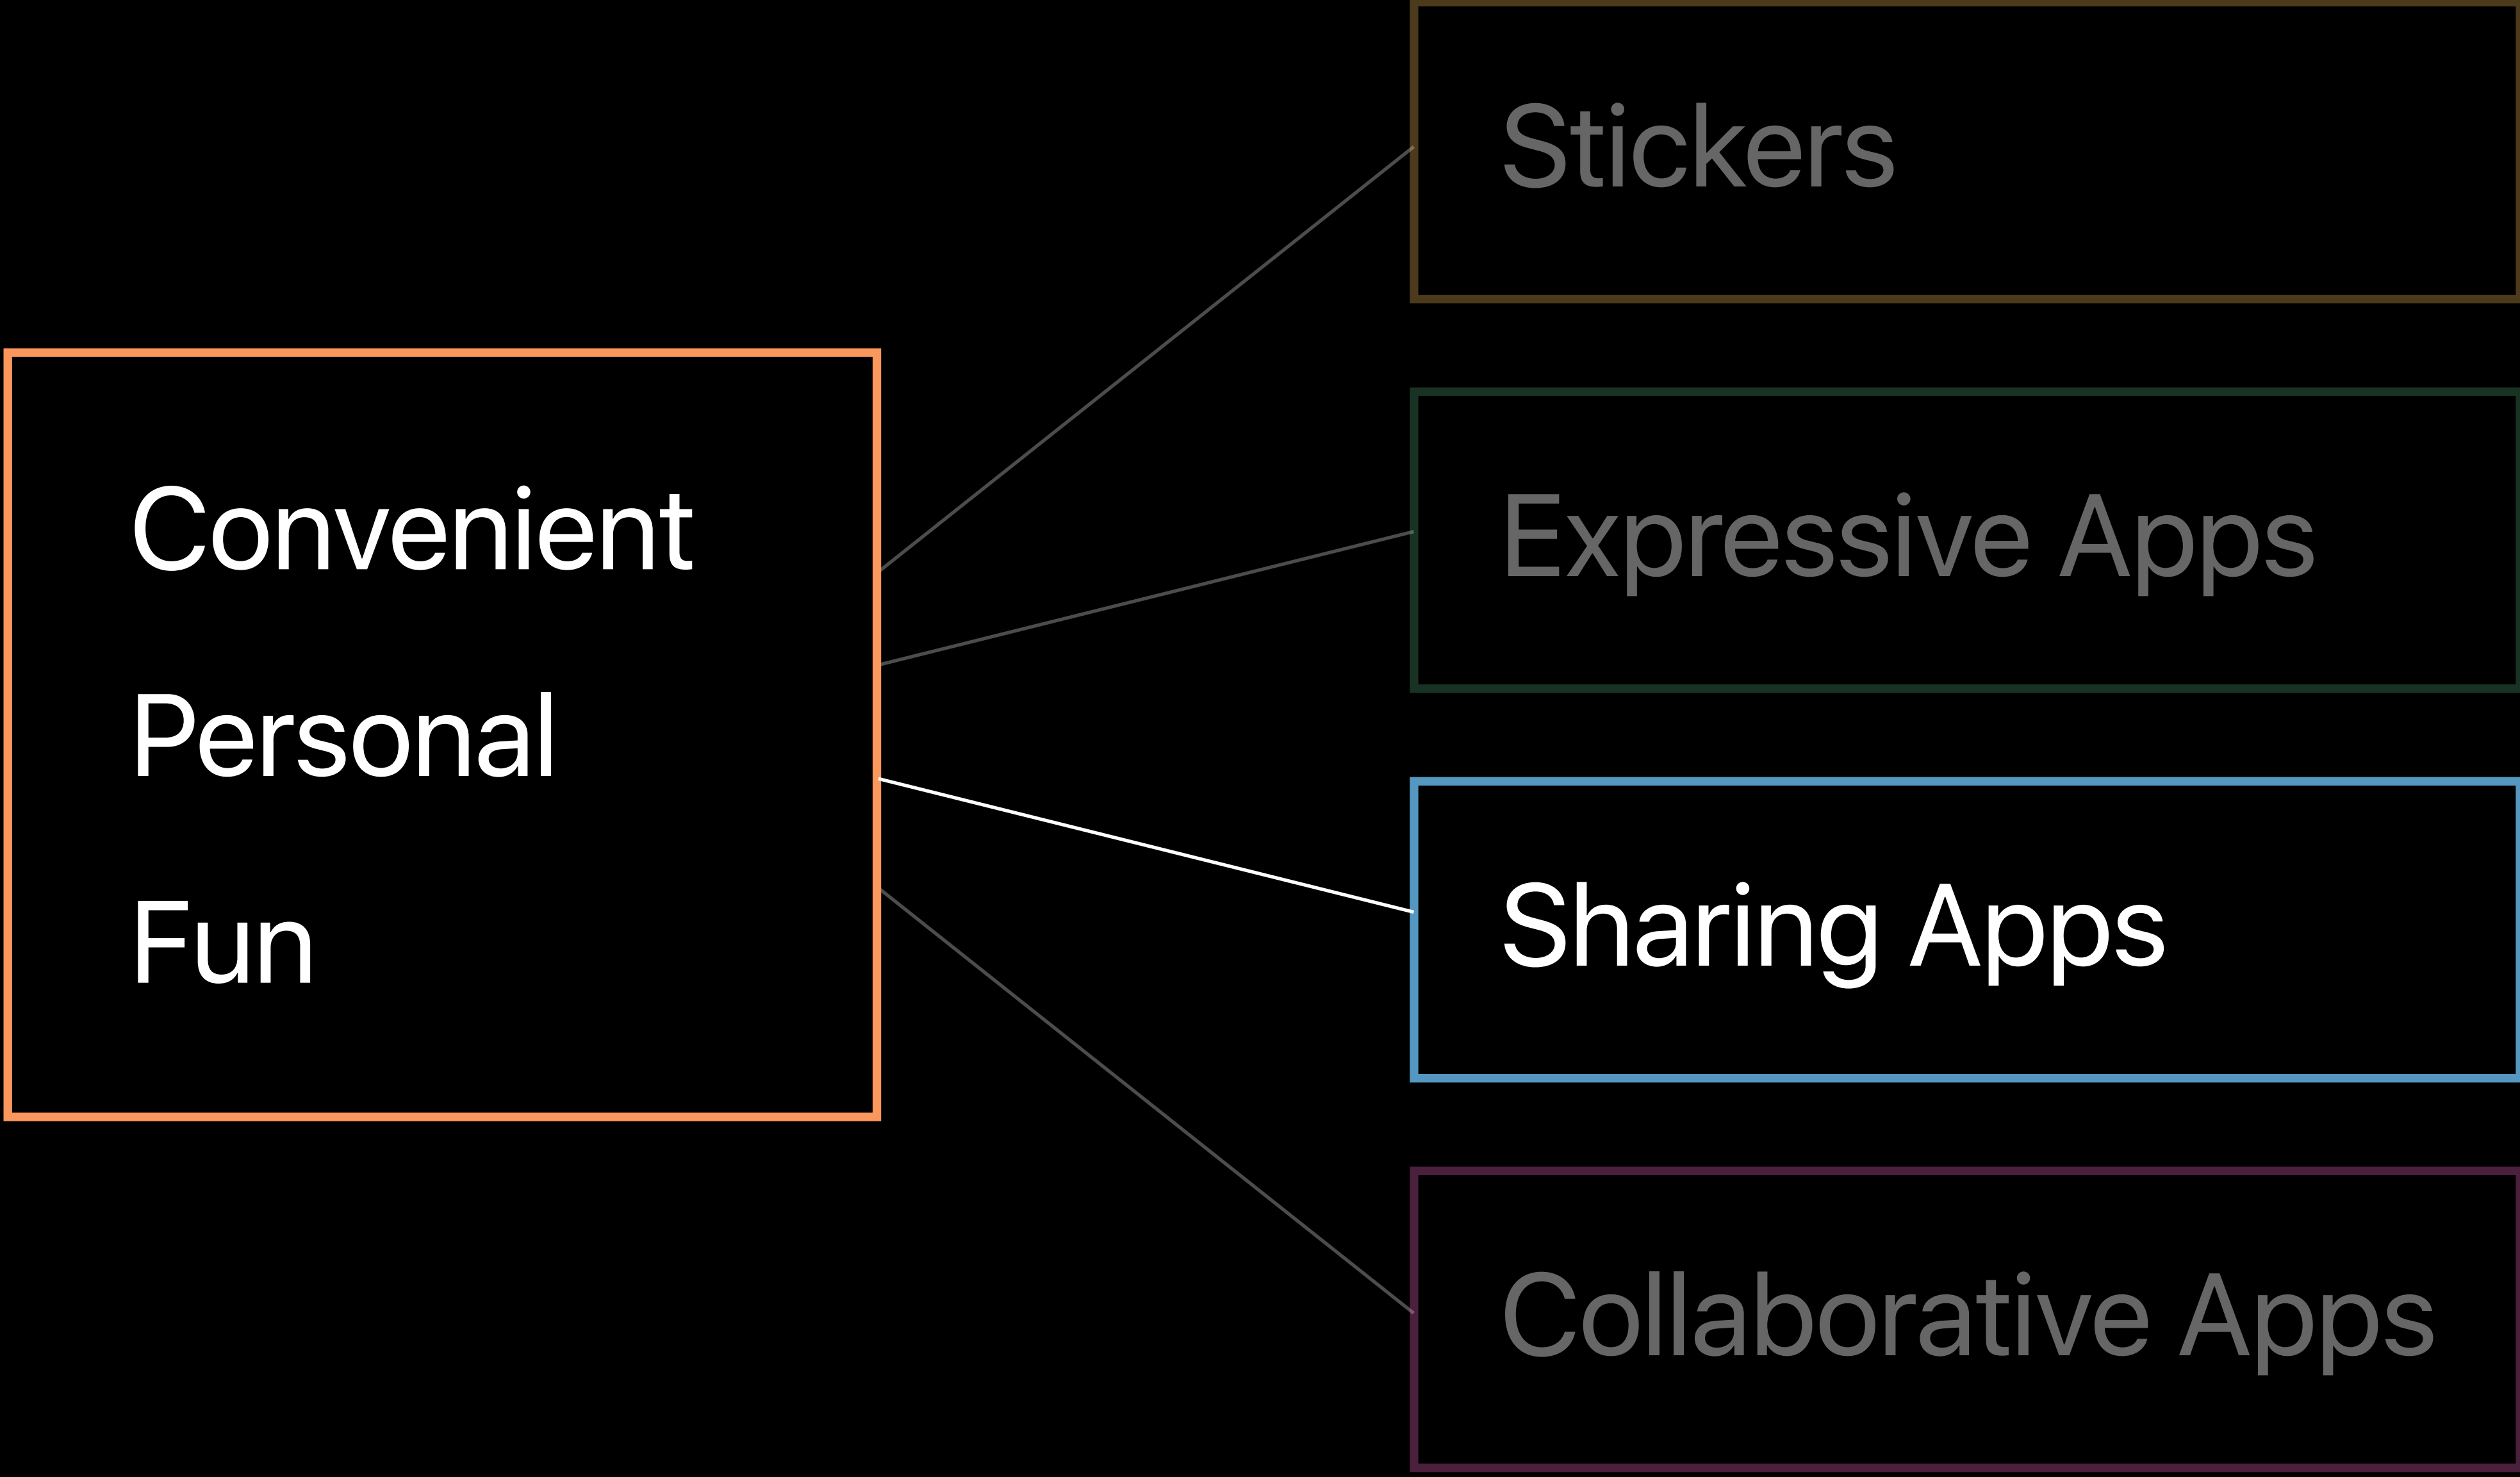 Convenient
Personal
Fun
Stickers
Expressive Apps
Sharing Apps
Collaborative Apps